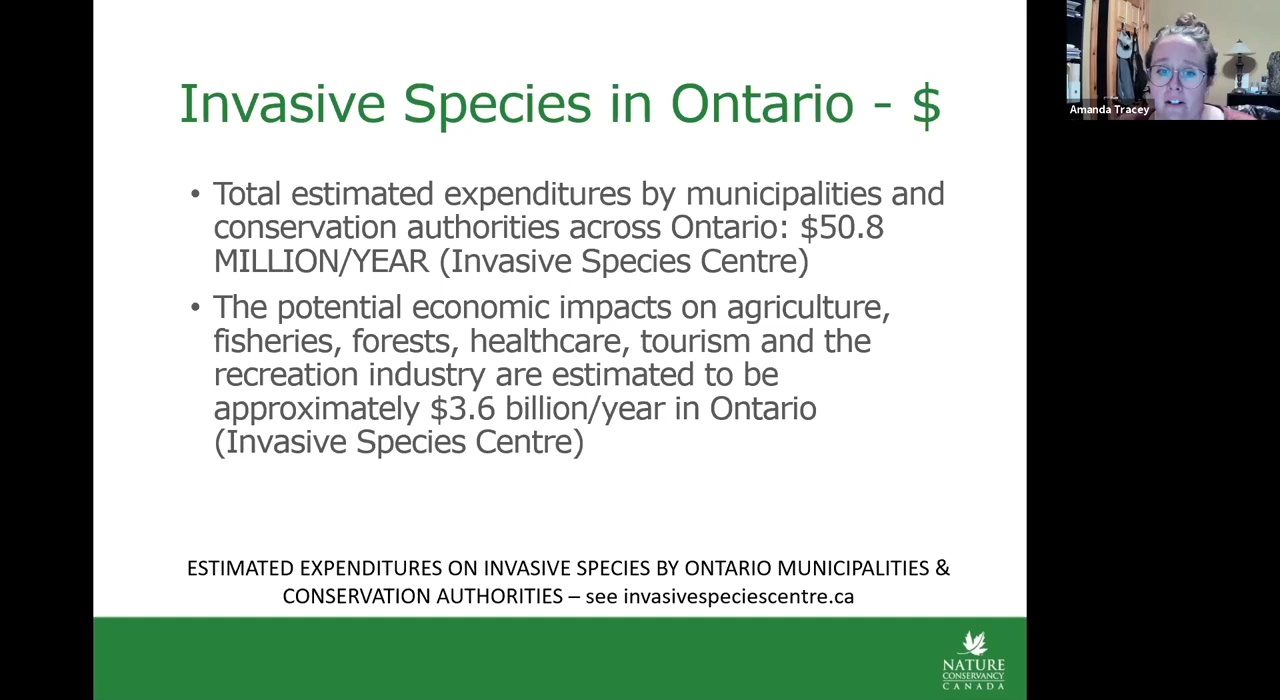 Invasive Species in Ontario - $
• Total estimated expenditures by municipalities and
conservation authorities across Ontario: $50.8
MILLION/YEAR (Invasive Species Centre)
• The potential economic impacts on agriculture,
fisheries, forests, healthcare, tourism and the
recreation industry are estimated to be
approximately $3.6 billion/year in Ontario
(Invasive Species Centre)
ESTIMATED EXPENDITURES ON INVASIVE SPECIES BY ONTARIO MUNICIPALITIES &
CONSERVATION AUTHORITIES – see invasivespeciescentre.ca
NATURE
CONSERVANCY
CANADA
Amanda Tracey